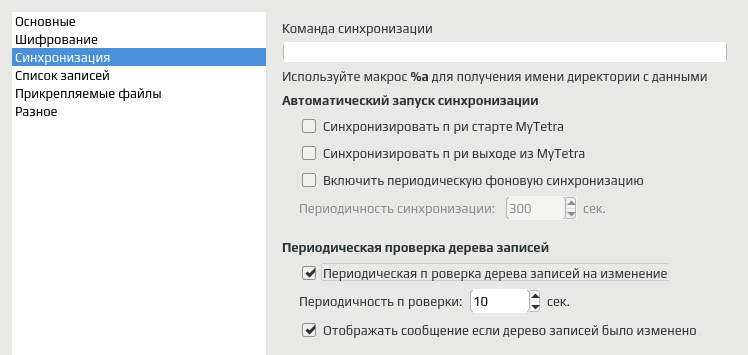 Основные
Шифрование
Синхронизация
Список записей
Прикрепляемые файлы
Разное
Команда синхронизации
Используйте макрос %a для получения имени директории с данными
Автоматический запуск синхронизации
Синхронизировать п ри старте MyTetra
Синхронизировать п ри выходе из MyTetra
Включить периодическую фоновую синхронизацию
Периодичность синхронизации: 300 сек.
Периодическая проверка дерева записей
Периодическая п роверка дерева записей на изменение
Периодичность п роверки: 10 сек.
Отображать сообщение если дерево записей было изменено